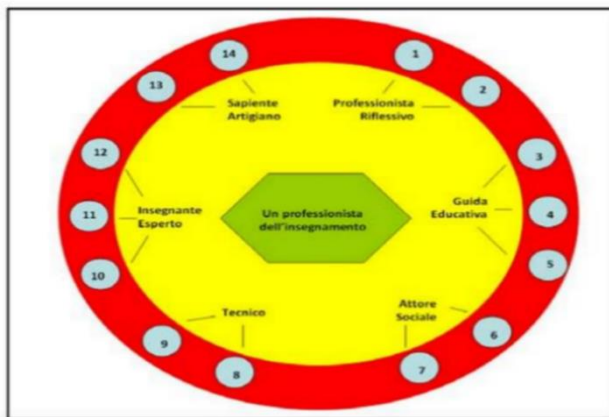 14
1
13
2
Sapiente
Artigiano
Professionista
Riflessivo
12
3
Insegnante
Esperto
Guida
Educativa
11
4
Un professionista
dell'insegnamento
10
5
Tecnico
Attore
Sociale
9
6
8
7